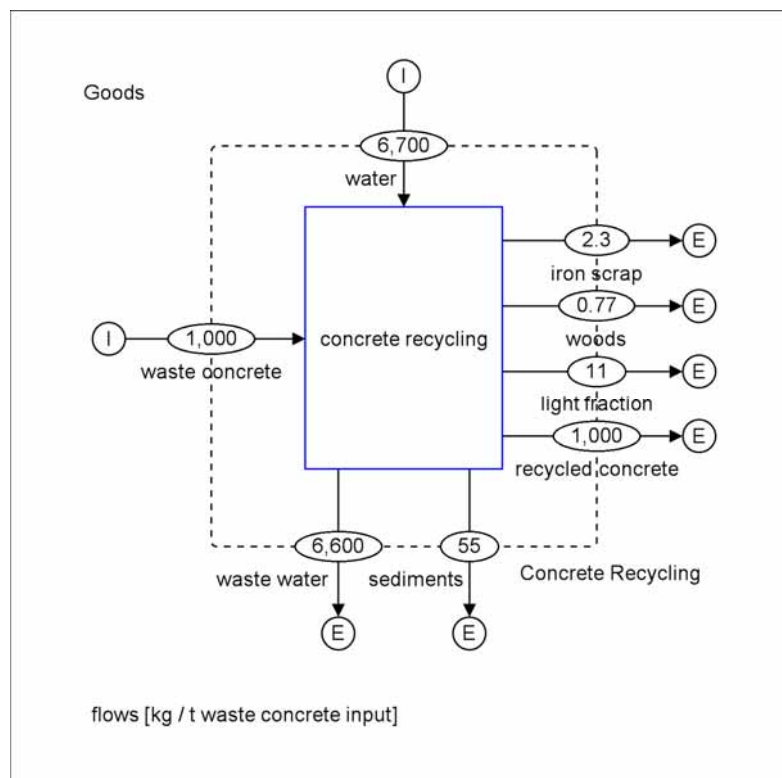 I
Goods
6,700
water
2.3
E
iron scrap
0.77
E
woods
I
1,000
concrete recycling
waste concrete
11
E
light fraction
1,000
E
recycled concrete
6,600
55
waste water
sediments
Concrete Recycling
E
E
flows [kg / t waste concrete input]